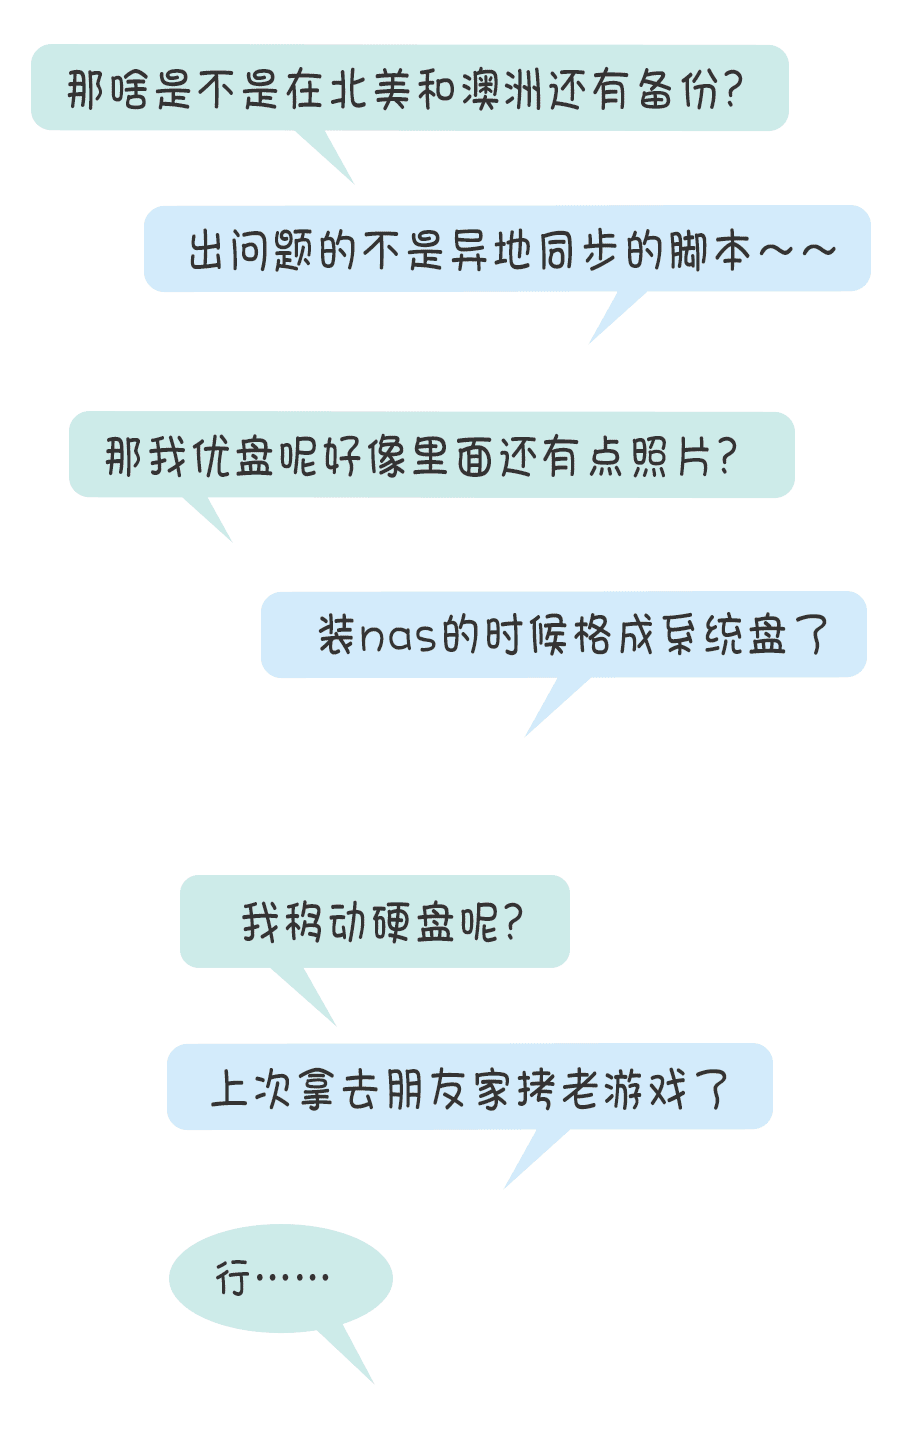 那啥是不是在北美和澳洲还有备份?
出问题的不是异地同步的脚本～～
那我优盘呢好像里面还有点照片?
装nas的时候格成系统盘了
我移动硬盘呢?
上次拿去朋友家拷老游戏了
行……